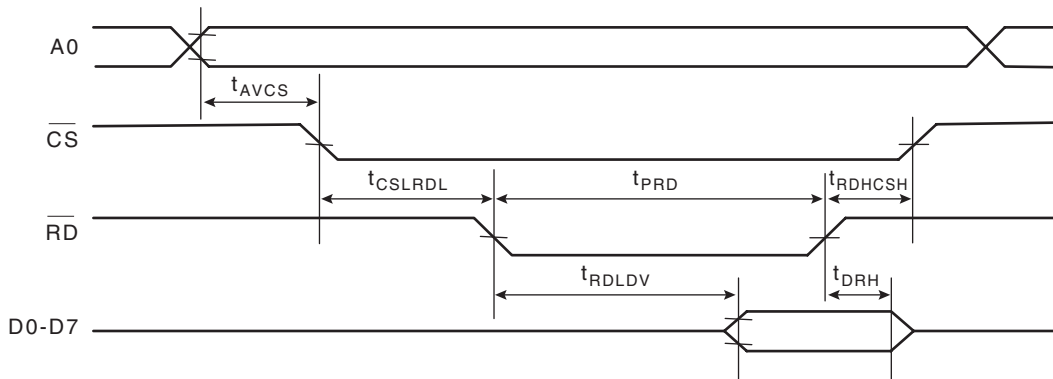 A0
tAVCS
CS
tCSLRDL
tPRD
tRDHCSH
RD
tRDLDV
tDRH
D0-D7